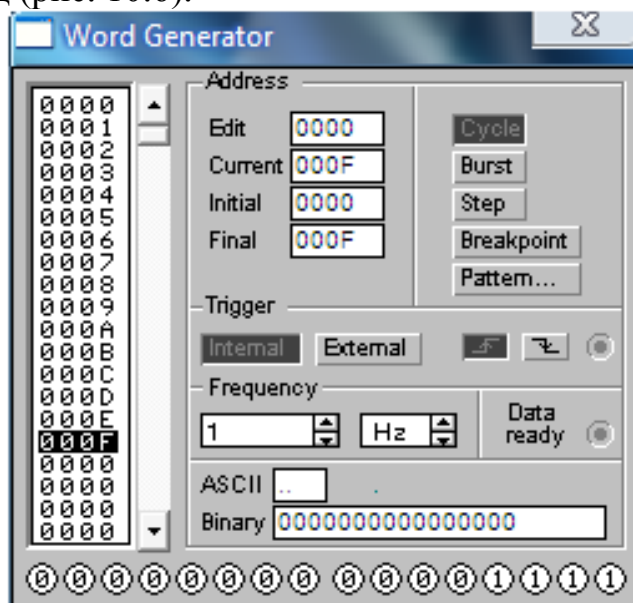 (рис. 10.6).
Word Generator
0000
0001
0002
0003
0004
0005
0006
0007
0008
0009
000A
000B
000C
000D
000E
000F
0000
0000
0000
0000
Address
Edit 0000
Current 000F
Initial 0000
Final 000F
Cycle
Burst
Step
Breakpoint
Pattern...
Trigger
Internal External
Frequency
1 Hz
Data ready
ASCII ..
Binary 0000000000000000
0 0 0 0 0 0 0 0 0 0 0 0 1 1 1 1